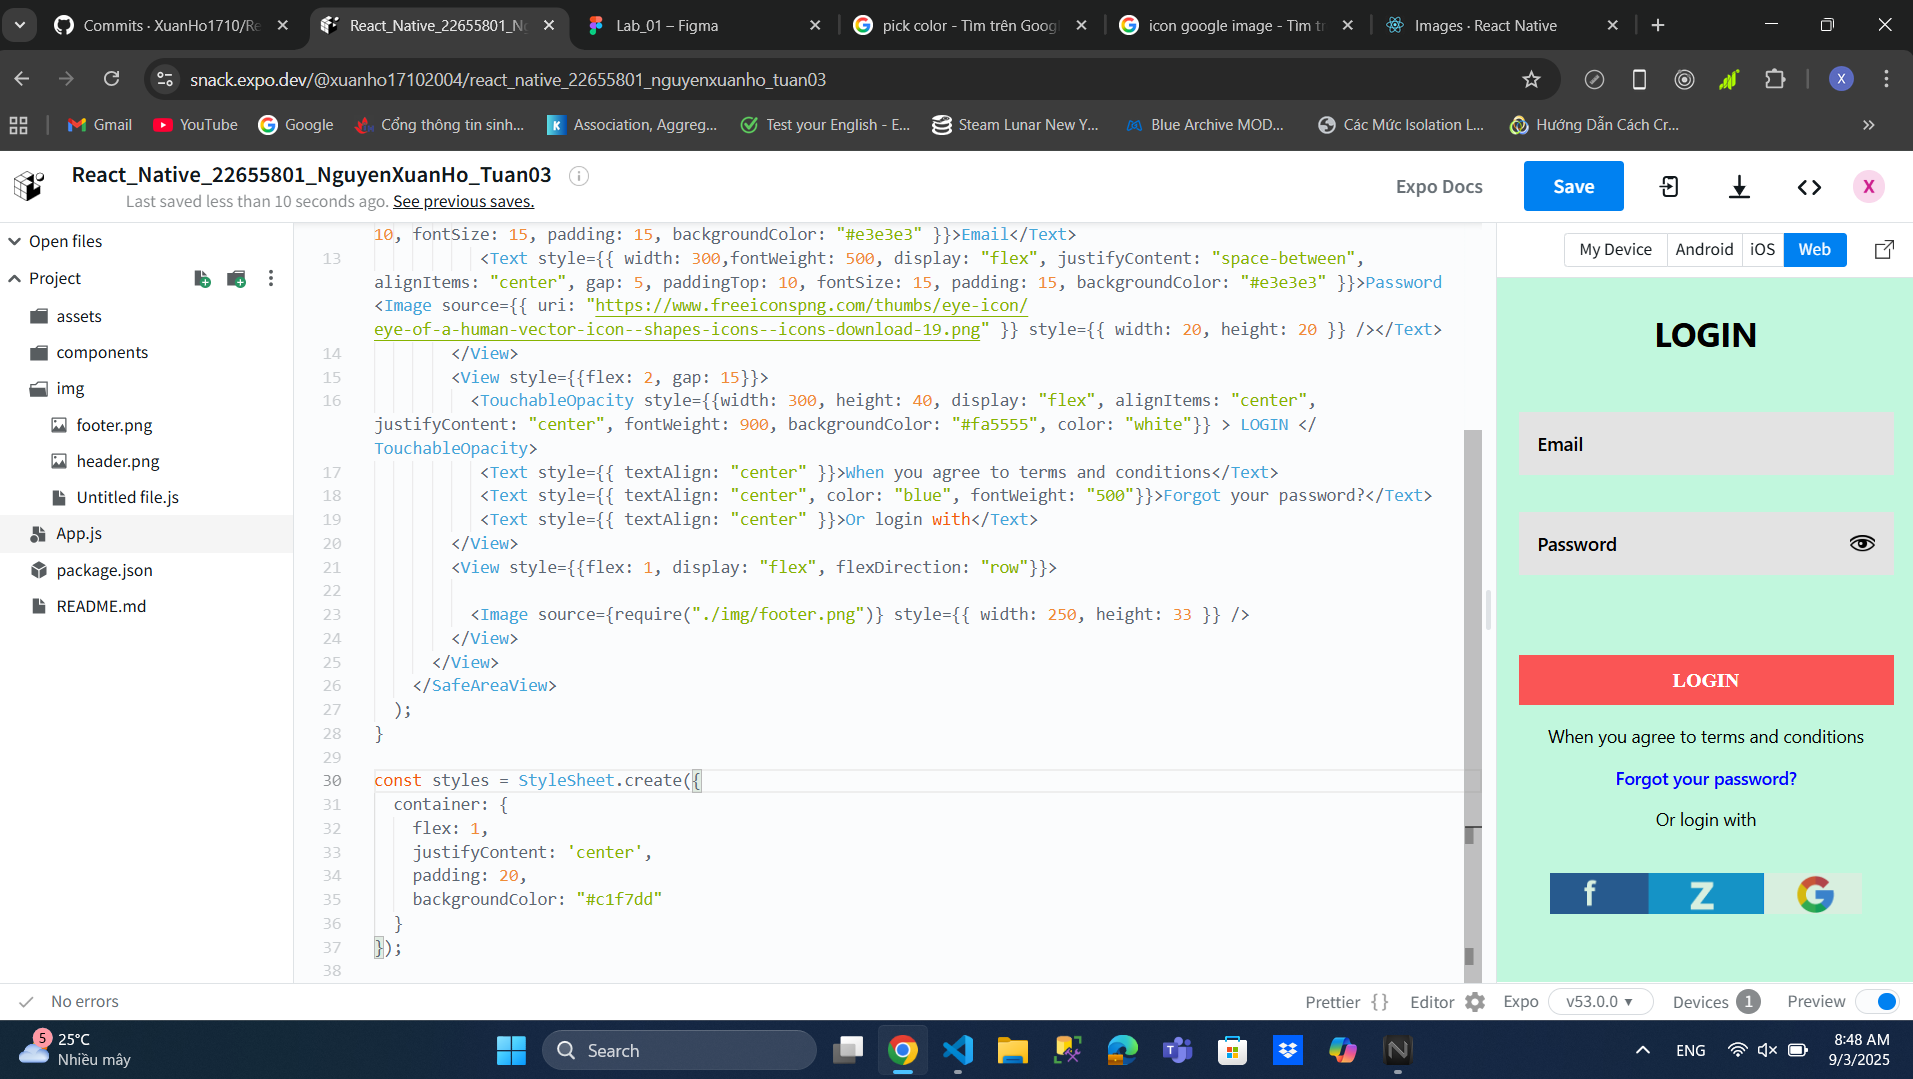 Commits · XuanHo1710/Re
React_Native_22655801_N
Lab_01 – Figma
pick color - Tìm trên Goog
icon google image - Tìm tr
Images · React Native
snack.expo.dev/@xuanho17102004/react_native_22655801_nguyenxuanho_tuan03
X
Gmail
YouTube
Google
Cổng thông tin sinh...
Association, Aggreg...
Test your English - E...
Steam Lunar New Y...
Blue Archive MOD...
Các Mức Isolation L...
Hướng Dẫn Cách Cr...
React_Native_22655801_NguyenXuanHo_Tuan03
Last saved less than 10 seconds ago. See previous saves.
Expo Docs
Save
X
Open files
Project
assets
components
img
footer.png
header.png
Untitled file.js
App.js
package.json
README.md
10, fontSize: 15, padding: 15, backgroundColor: "#e3e3e3" }}>Email</Text>
13 <Text style={{ width: 300,fontWeight: 500, display: "flex", justifyContent: "space-between",
alignItems: "center", gap: 5, paddingTop: 10, fontSize: 15, padding: 15, backgroundColor: "#e3e3e3" }}>Password
<Image source={{ uri: "https://www.freeiconspng.com/thumbs/eye-icon/
eye-of-a-human-vector-icon--shapes-icons--icons-download-19.png" }} style={{ width: 20, height: 20 }} /></Text>
14 </View>
15 <View style={{flex: 2, gap: 15}}>
16 <TouchableOpacity style={{width: 300, height: 40, display: "flex", alignItems: "center",
justifyContent: "center", fontWeight: 900, backgroundColor: "#fa5555", color: "white"}} > LOGIN </
TouchableOpacity>
17 <Text style={{ textAlign: "center" }}>When you agree to terms and conditions</Text>
18 <Text style={{ textAlign: "center", color: "blue", fontWeight: "500"}}>Forgot your password?</Text>
19 <Text style={{ textAlign: "center" }}>Or login with</Text>
20 </View>
21 <View style={{flex: 1, display: "flex", flexDirection: "row"}}>
22
23 <Image source={require("./img/footer.png")} style={{ width: 250, height: 33 }} />
24 </View>
25 </View>
26 </SafeAreaView>
27 );
28 }
29
30 const styles = StyleSheet.create({
31 container: {
32 flex: 1,
33 justifyContent: 'center',
34 padding: 20,
35 backgroundColor: "#c1f7dd"
36 }
37 });
38
My Device
Android
iOS
Web
LOGIN
Email
Password
LOGIN
When you agree to terms and conditions
Forgot your password?
Or login with
f Z G
No errors
Prettier { }
Editor
Expo
v53.0.0
Devices 1
Preview
5
25°C
Nhiều mây
Search
ENG
8:48 AM
9/3/2025